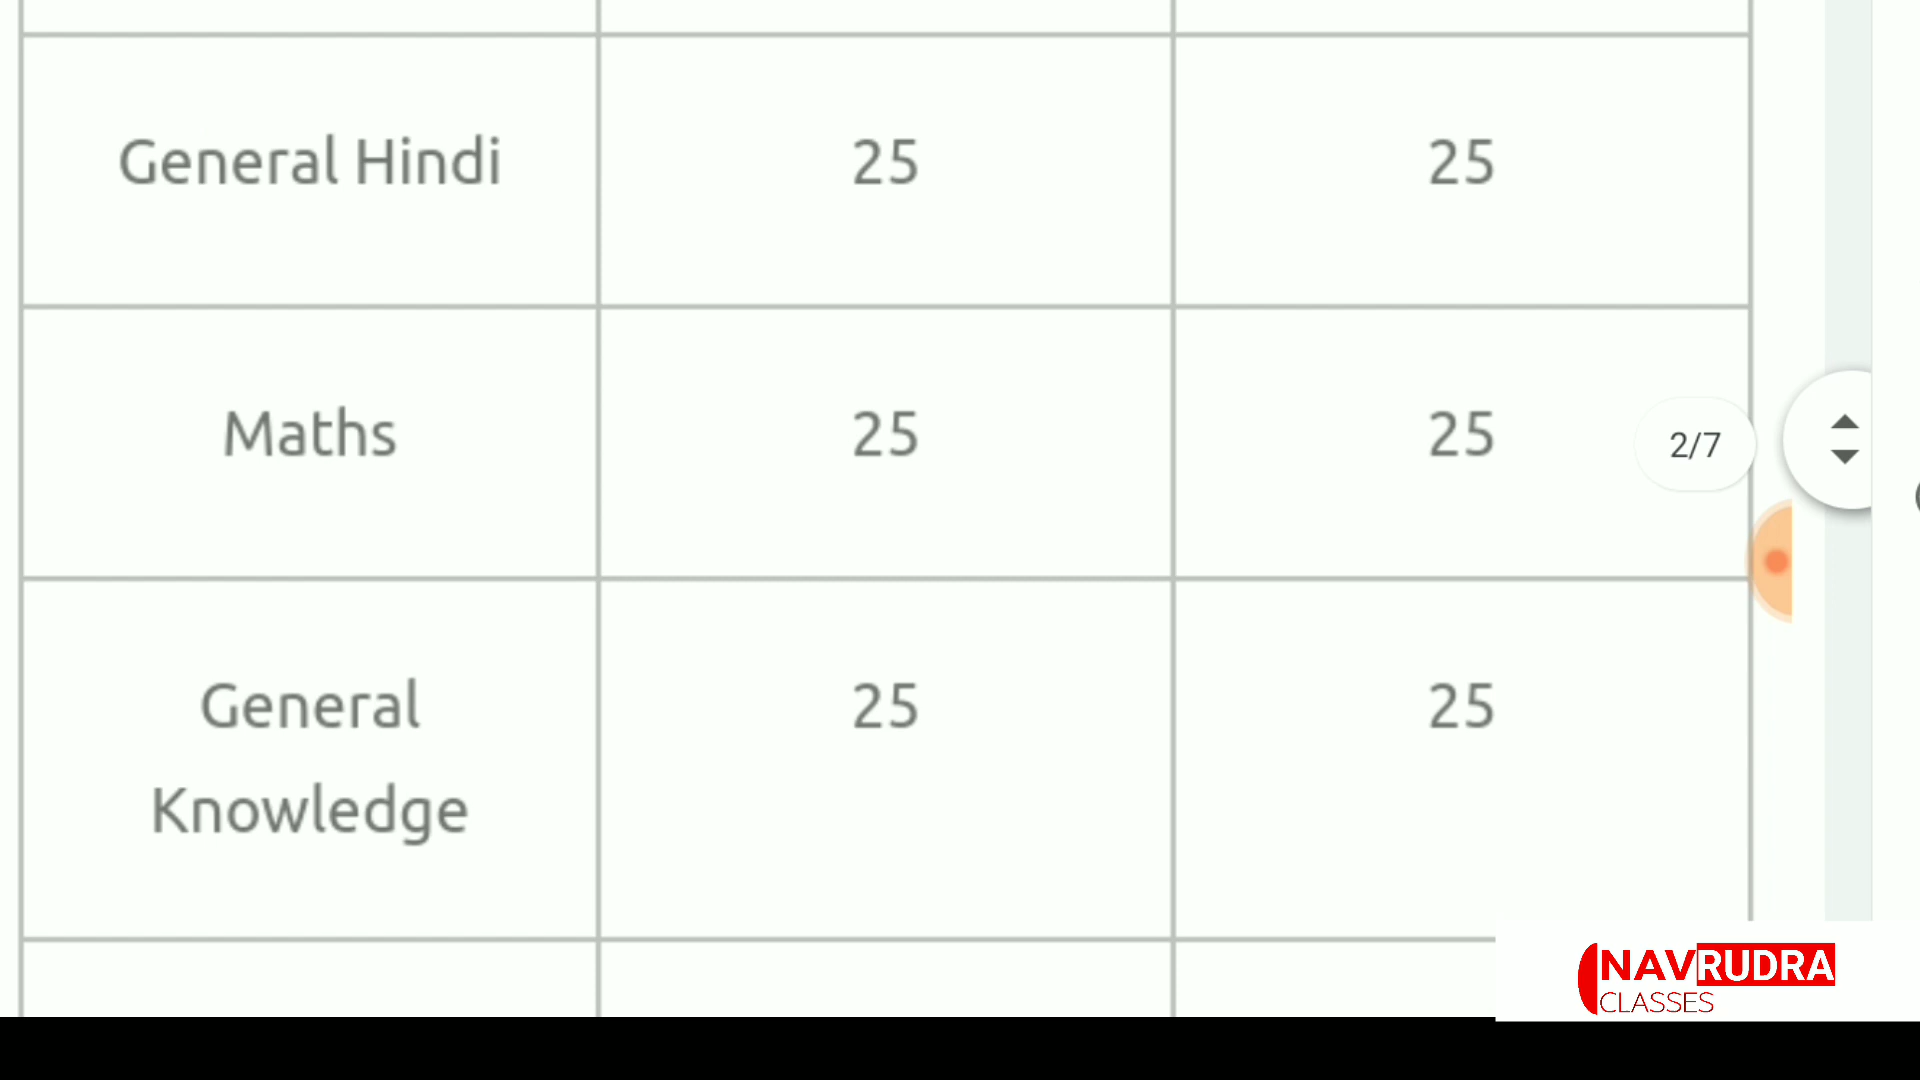 General Hindi 25 25
Maths 25 25
2/7
General 25 25
Knowledge
NAVRUDRA
CLASSES